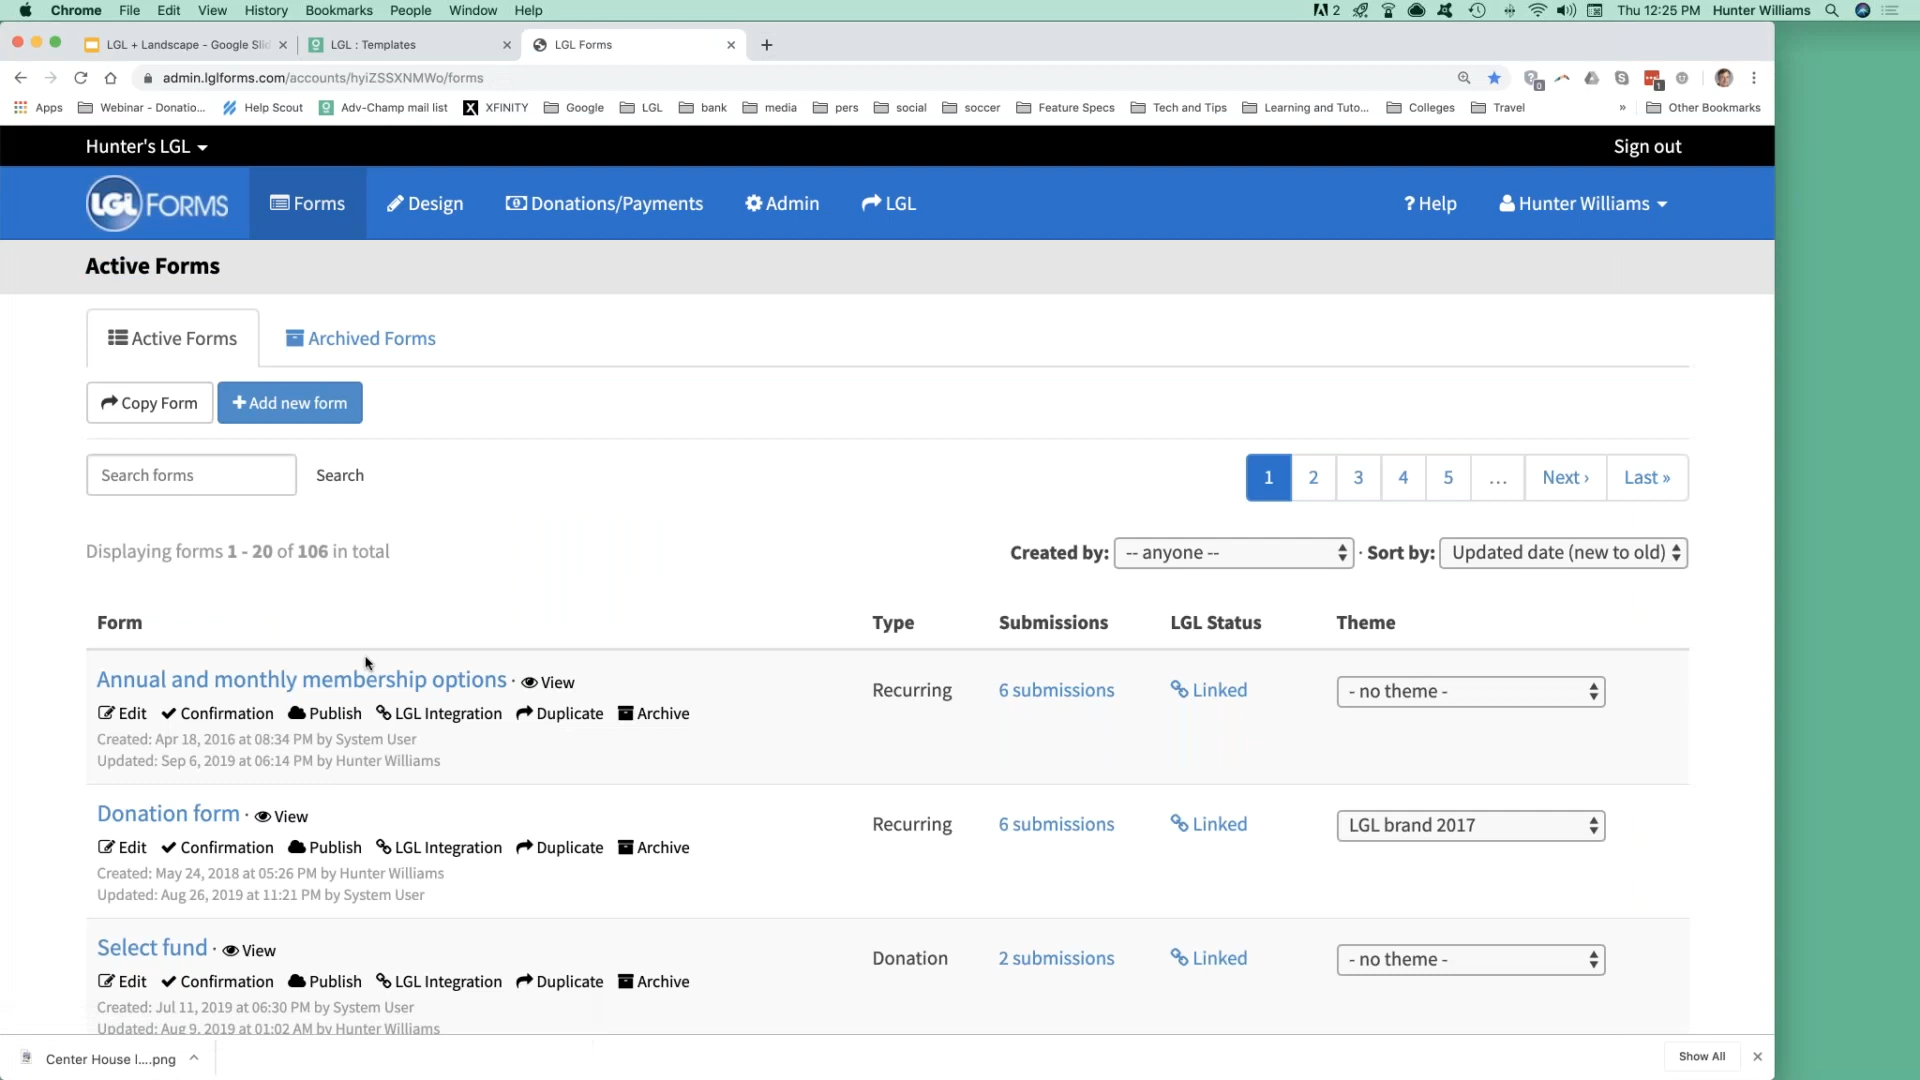 Chrome File Edit View History Bookmarks People Window Help 2 Thu 12:25 PM Hunter Williams
LGL + Landscape - Google Slid LGL : Templates LGL Forms
admin.lglforms.com/accounts/hyiZSSXNMWo/forms
Apps Webinar - Donatio... Help Scout Adv-Champ mail list XFINITY Google LGL bank media pers social soccer Feature Specs Tech and Tips Learning and Tuto... Colleges Travel » Other Bookmarks
Hunter's LGL Sign out
LGL FORMS Forms Design Donations/Payments Admin LGL ? Help Hunter Williams
Active Forms
Active Forms Archived Forms
Copy Form + Add new form
Search forms Search 1 2 3 4 5 ... Next › Last »
Displaying forms 1 - 20 of 106 in total Created by: -- anyone -- · Sort by: Updated date (new to old)
Form Type Submissions LGL Status Theme
Annual and monthly membership options · View Recurring 6 submissions Linked - no theme -
Edit Confirmation Publish LGL Integration Duplicate Archive
Created: Apr 18, 2016 at 08:34 PM by System User
Updated: Sep 6, 2019 at 06:14 PM by Hunter Williams
Donation form · View Recurring 6 submissions Linked LGL brand 2017
Edit Confirmation Publish LGL Integration Duplicate Archive
Created: May 24, 2018 at 05:26 PM by Hunter Williams
Updated: Aug 26, 2019 at 11:21 PM by System User
Select fund · View Donation 2 submissions Linked - no theme -
Edit Confirmation Publish LGL Integration Duplicate Archive
Created: Jul 11, 2019 at 06:30 PM by System User
Updated: Aug 9, 2019 at 01:02 AM by Hunter Williams
Center House l....png Show All